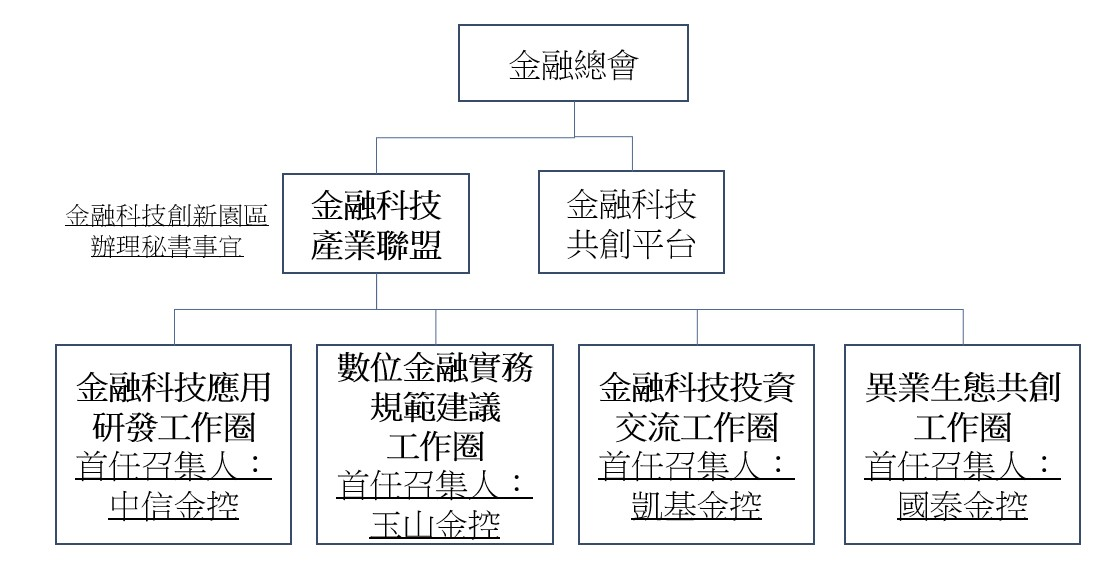 金融總會
金融科技創新園區
辦理秘書事宜
金融科技
產業聯盟
金融科技
共創平台
金融科技應用
研發工作圈
首任召集人：
中信金控
數位金融實務
規範建議
工作圈
首任召集人：
玉山金控
金融科技投資
交流工作圈
首任召集人：
凱基金控
異業生態共創
工作圈
首任召集人：
國泰金控